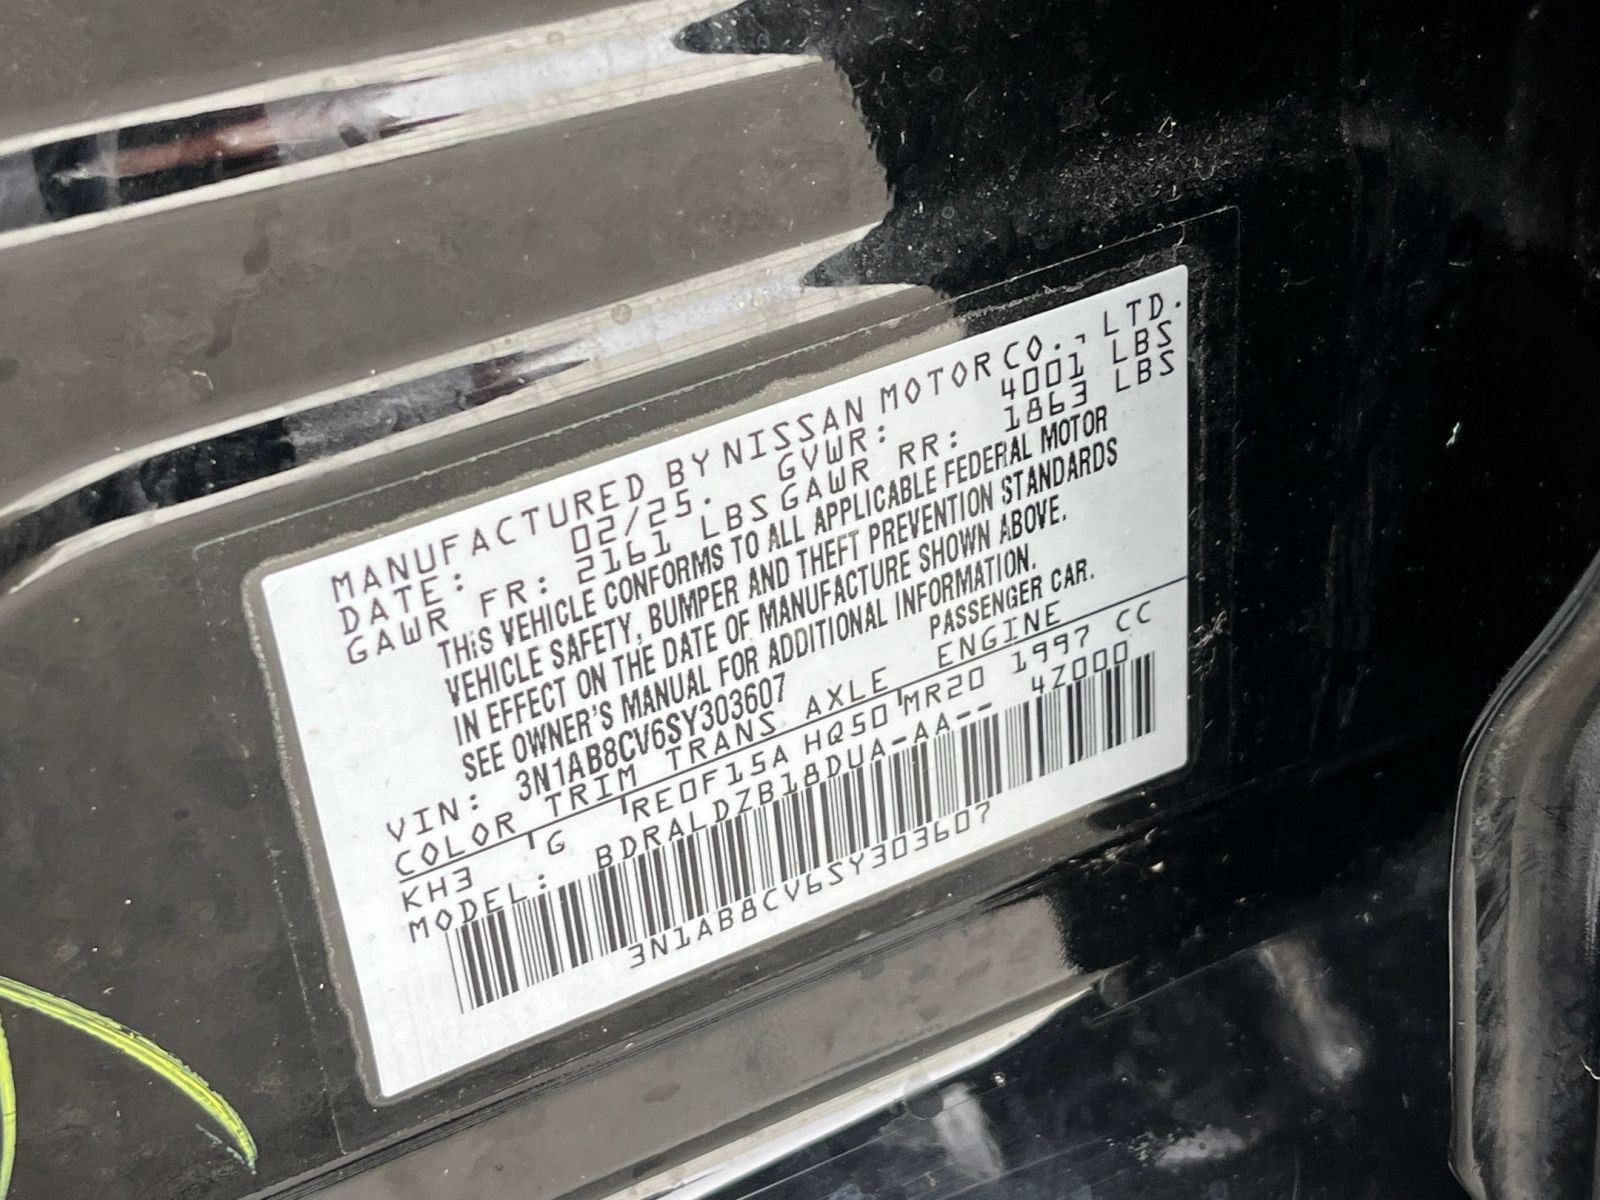 MANUFACTURED BY NISSAN MOTOR CO., LTD.
DATE: 02/25. GVWR: 4001 LBS
GAWR FR: 2161 LBS GAWR RR: 1863 LBS
THIS VEHICLE CONFORMS TO ALL APPLICABLE FEDERAL MOTOR
VEHICLE SAFETY, BUMPER AND THEFT PREVENTION STANDARDS
IN EFFECT ON THE DATE OF MANUFACTURE SHOWN ABOVE.
SEE OWNER'S MANUAL FOR ADDITIONAL INFORMATION.
VIN: 3N1AB8CV6SY303607 PASSENGER CAR.
COLOR TRIM TRANS AXLE ENGINE
KH3 G RE0F15A HQ50 MR20 1997 CC
MODEL: BDRALDZB18DUA-AA-- 4Z000
3N1AB8CV6SY303607